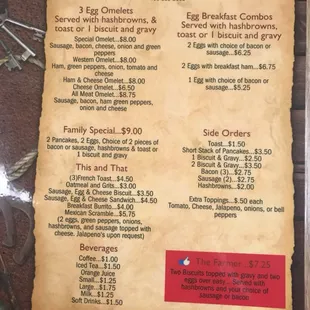 3 Egg Omelets
Served with hashbrowns, &
toast or 1 biscuit and gravy
Special Omelet...$8.00
Sausage, bacon, cheese, onion and green
peppers
Western Omelet...$8.00
Ham, green peppers, onion, tomato and
cheese
Ham & Cheese Omelet...$8.00
Cheese Omelet...$6.50
All Meat Omelet...$8.75
Sausage, bacon, ham green peppers,
onion and cheese
Egg Breakfast Combos
Served with hashbrowns,
toast or 1 biscuit and gravy
2 Eggs with choice of bacon or
sausage...$6.25
2 Eggs with breakfast ham...$6.75
1 Egg with choice of bacon or
sausage...$5.25
Family Special...$9.00
2 Pancakes, 2 Eggs, Choice of 2 pieces of
bacon or sausage, hashbrowns & toast or
1 biscuit and gravy
This and That
(3)French Toast...$4.50
Oatmeal and Grits...$3.00
Sausage, Egg & Cheese Biscuit...$3.50
Sausage, Egg & Cheese Sandwich...$4.50
Breakfast Burrito...$4.00
Mexican Scramble...$5.75
(2 eggs, green peppers, onions,
hashbrowns, and sausage topped with
cheese. Jalapeno's upon request)
Beverages
Coffee...$1.00
Iced Tea...$1.50
Orange Juice
Small...$1.25
Large...$1.75
Milk...$1.25
Soft Drinks...$1.50
Side Orders
Toast...$1.50
Short Stack of Pancakes...$3.50
1 Biscuit & Gravy...$2.50
2 Biscuit & Gravy...$3.50
Bacon (3)...$2.75
Sausage (2)...$2.75
Hashbrowns...$2.00
Extra Toppings...$.50 each
Tomato, Cheese, Jalapeno, onions, or bell
peppers
The Farmer...$7.25
Two Biscuits topped with gravy and two
eggs over easy... Served with
hashbrowns and your choice of
sausage or bacon